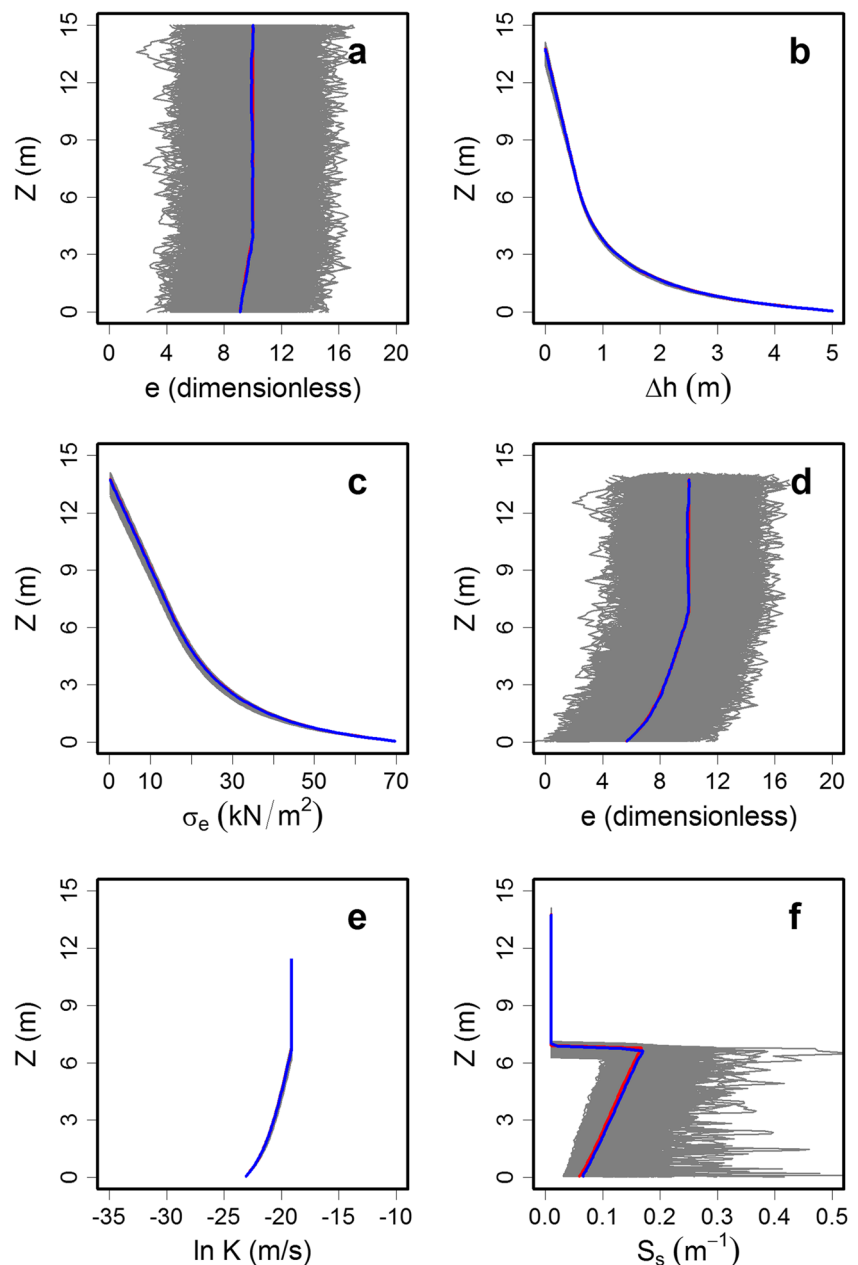 a
Z (m)
0 3 6 9 12 15
0 4 8 12 16 20
e (dimensionless)
b
Z (m)
0 3 6 9 12 15
0 1 2 3 4 5
Δh (m)
c
Z (m)
0 3 6 9 12 15
0 10 30 50 70
σₑ (kN/m²)
d
Z (m)
0 3 6 9 12 15
0 4 8 12 16 20
e (dimensionless)
e
Z (m)
0 3 6 9 12 15
-35 -30 -25 -20 -15 -10
ln K (m/s)
f
Z (m)
0 3 6 9 12 15
0.0 0.1 0.2 0.3 0.4 0.5
Sₛ (m⁻¹)